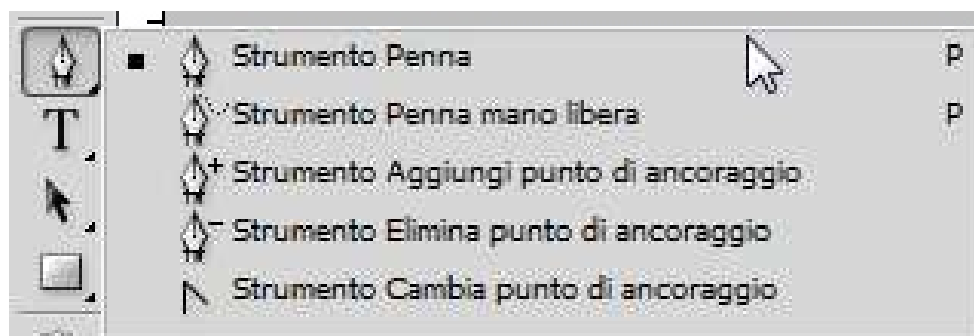 Strumento Penna P
T Strumento Penna mano libera P
Strumento Aggiungi punto di ancoraggio
Strumento Elimina punto di ancoraggio
Strumento Cambia punto di ancoraggio